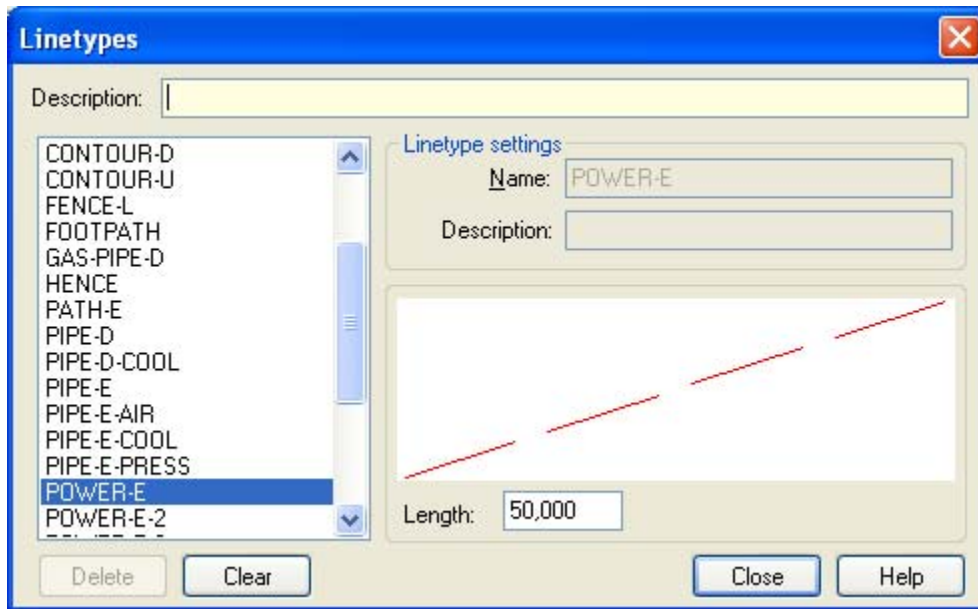 Linetypes
Description:
CONTOUR-D
CONTOUR-U
FENCE-L
FOOTPATH
GAS-PIPE-D
HENCE
PATH-E
PIPE-D
PIPE-D-COOL
PIPE-E
PIPE-E-AIR
PIPE-E-COOL
PIPE-E-PRESS
POWER-E
POWER-E-2
Linetype settings
Name: POWER-E
Description:
Length: 50,000
Delete Clear Close Help